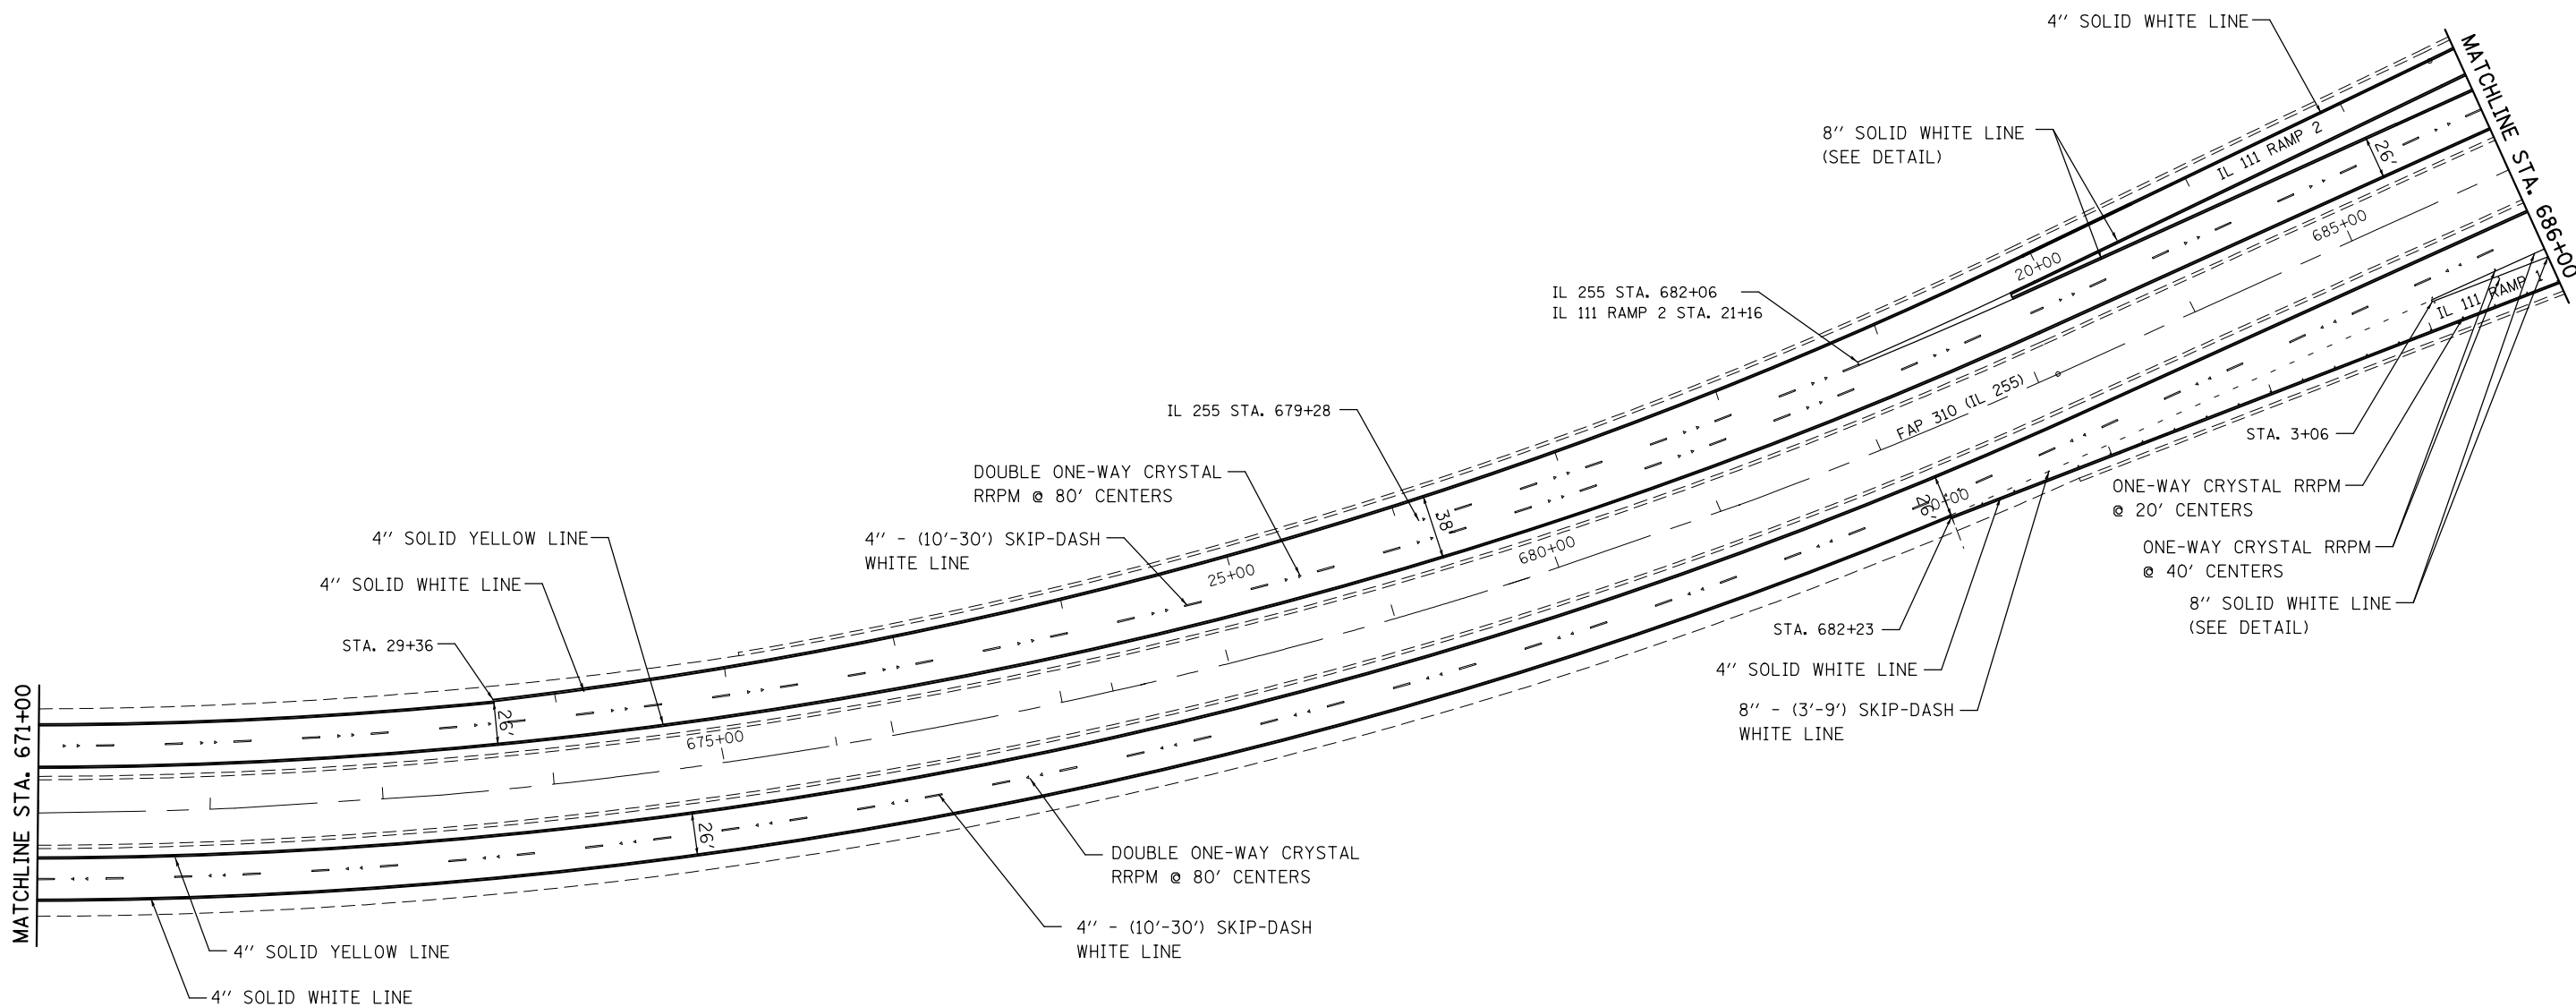 4" SOLID WHITE LINE
MATCHLINE STA. 686+00
8" SOLID WHITE LINE
(SEE DETAIL)
IL 111 RAMP 2
26'
685+00
20+00
IL 255 STA. 682+06
IL 111 RAMP 2 STA. 21+16
IL 111 RAMP 1
FAP 310 (IL 255)
IL 255 STA. 679+28
STA. 3+06
DOUBLE ONE-WAY CRYSTAL
RRPM @ 80' CENTERS
ONE-WAY CRYSTAL RRPM
@ 20' CENTERS
38'
26'
4" SOLID YELLOW LINE
4" - (10'-30') SKIP-DASH
WHITE LINE
680+00
ONE-WAY CRYSTAL RRPM
@ 40' CENTERS
4" SOLID WHITE LINE
25+00
8" SOLID WHITE LINE
(SEE DETAIL)
STA. 29+36
STA. 682+23
4" SOLID WHITE LINE
MATCHLINE STA. 671+00
26'
675+00
8" - (3'-9') SKIP-DASH
WHITE LINE
26'
DOUBLE ONE-WAY CRYSTAL
RRPM @ 80' CENTERS
4" - (10'-30') SKIP-DASH
WHITE LINE
4" SOLID YELLOW LINE
4" SOLID WHITE LINE